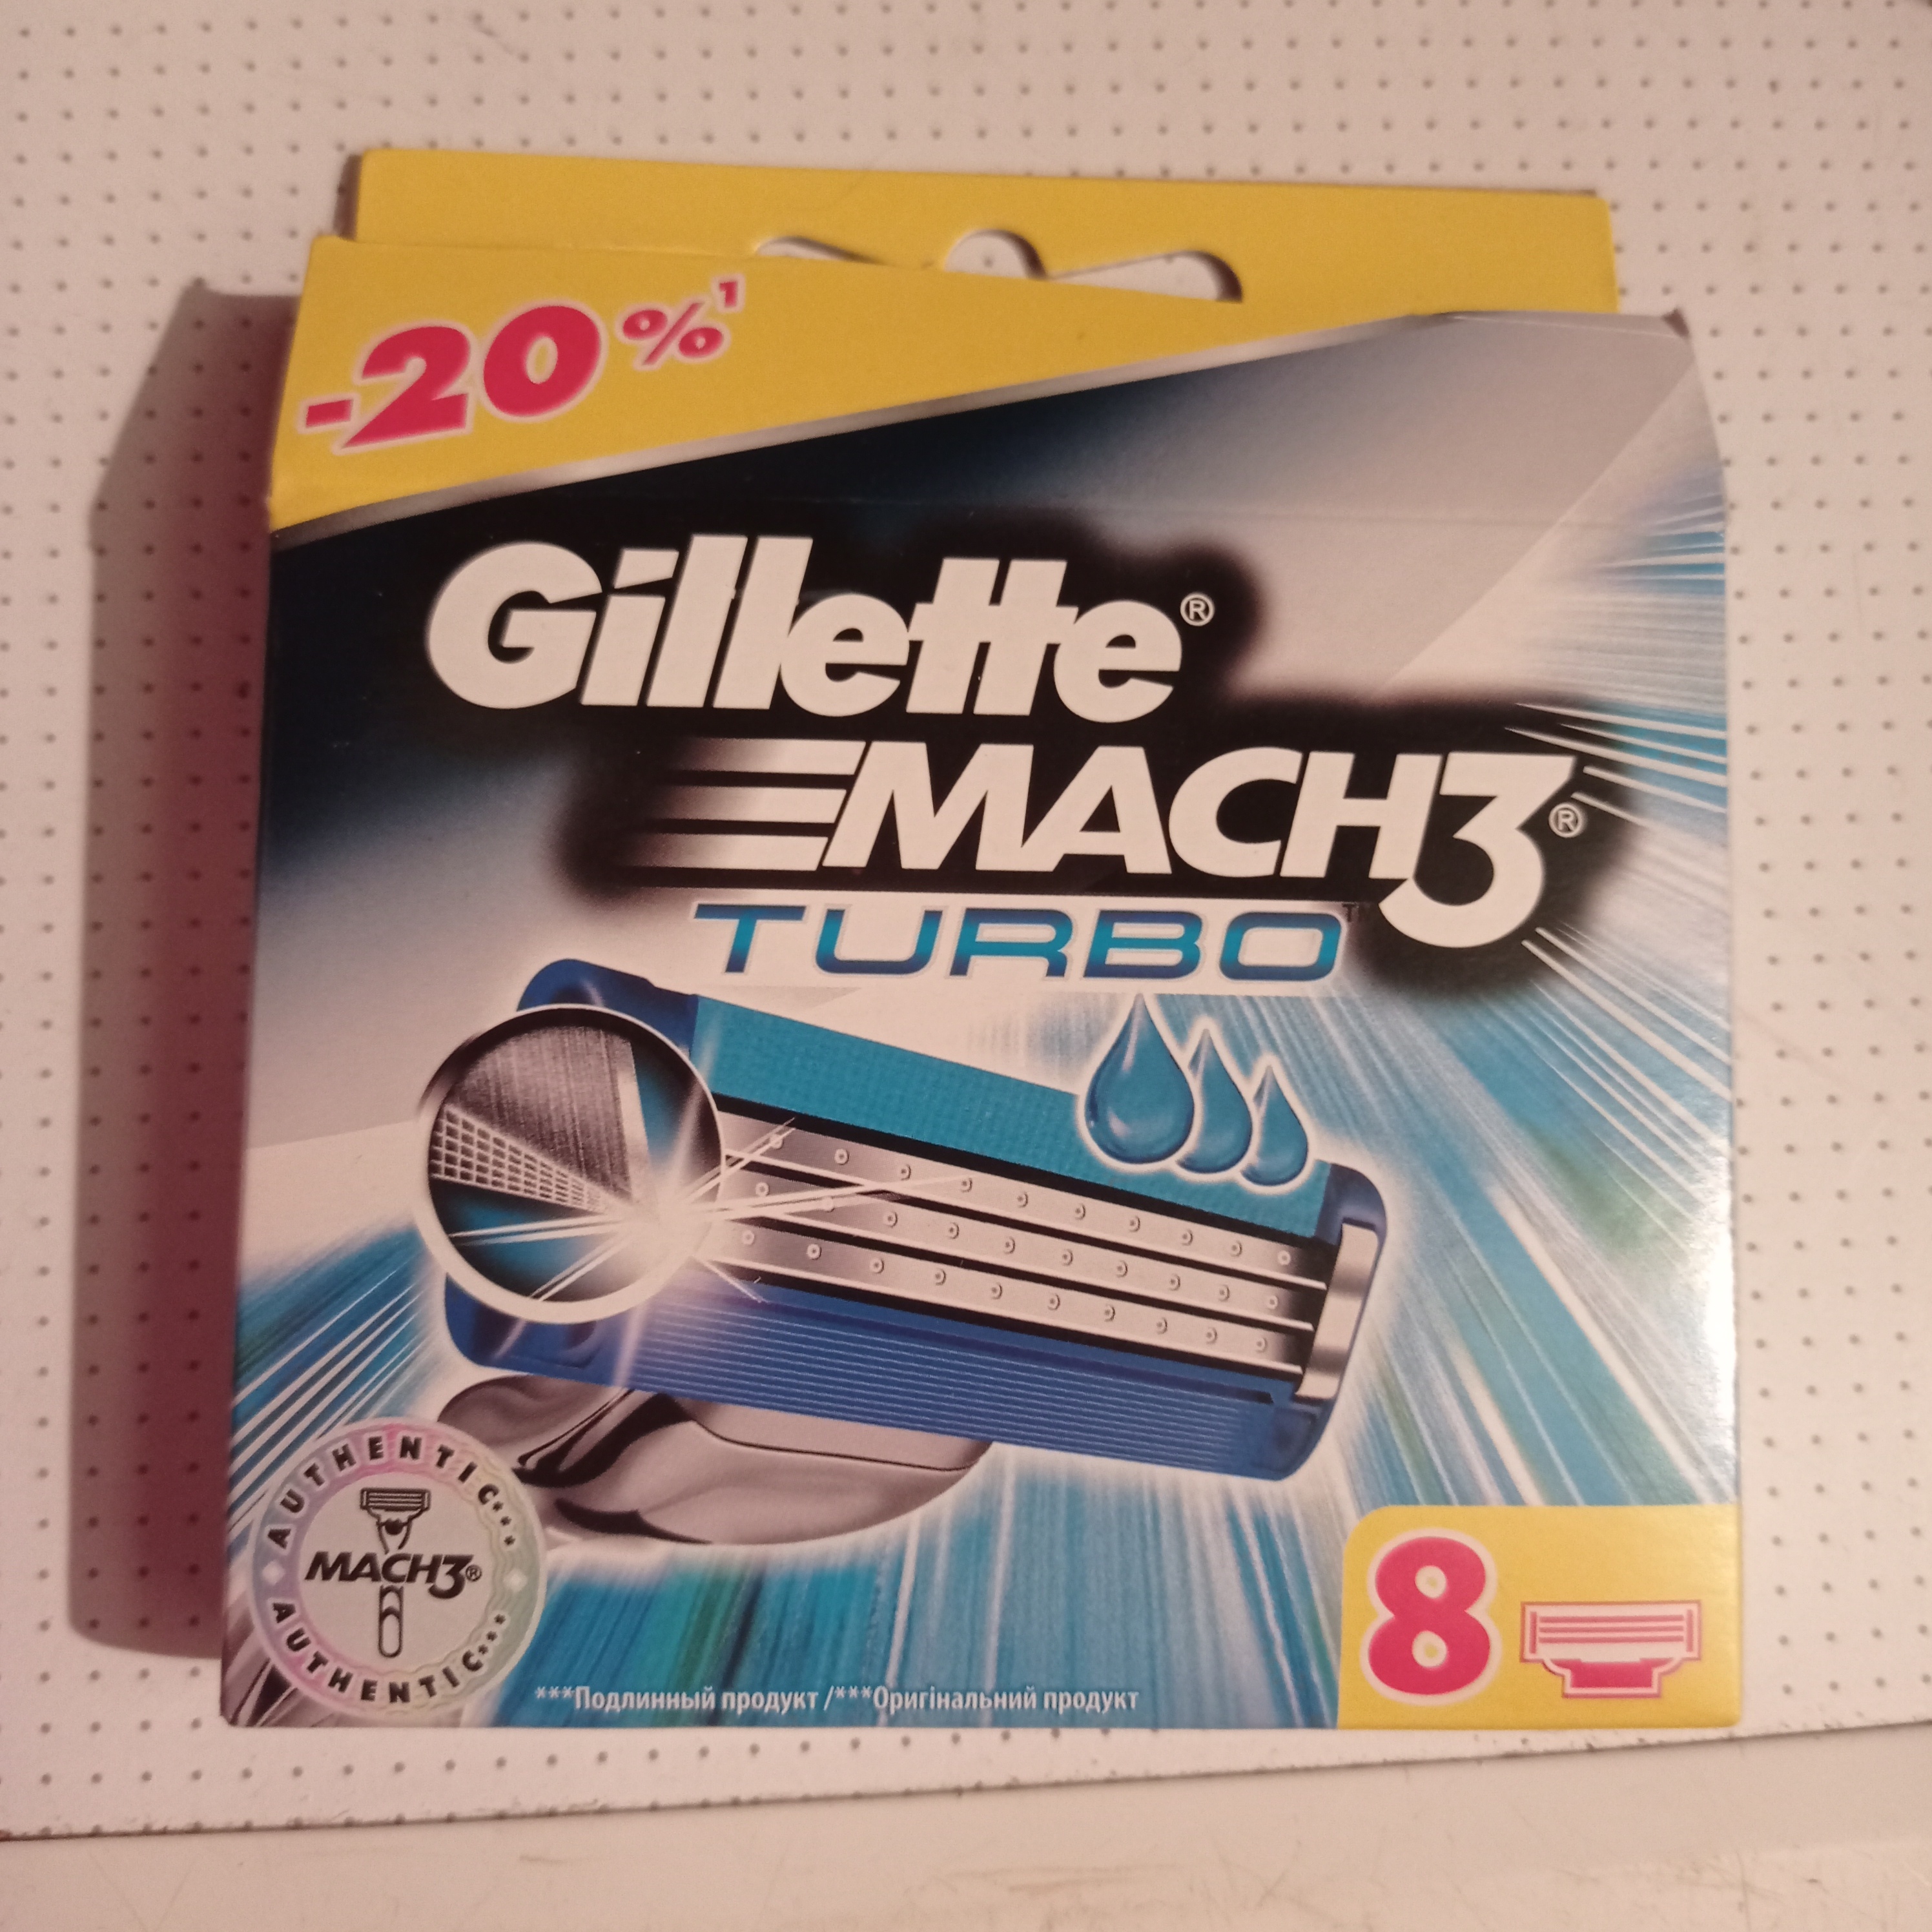 -20%¹
Gillette®
MACH3®
TURBO™
AUTHENTIC***
MACH3®
AUTHENTIC***
***Подлинный продукт /***Оригінальний продукт
8